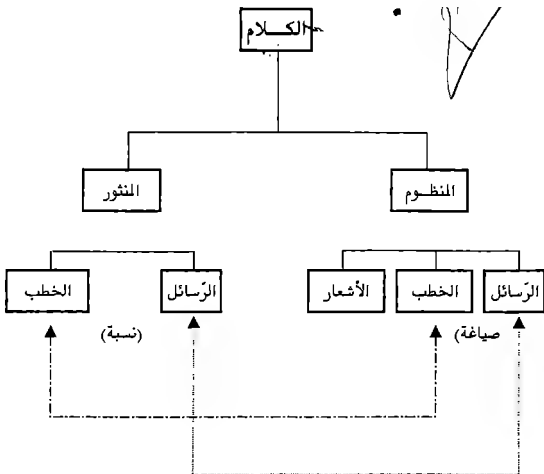 الكلام
المنظوم
المنثور
الرّسائل
الخطب
الأشعار
الرّسائل
الخطب
صياغة)
(نسبة)